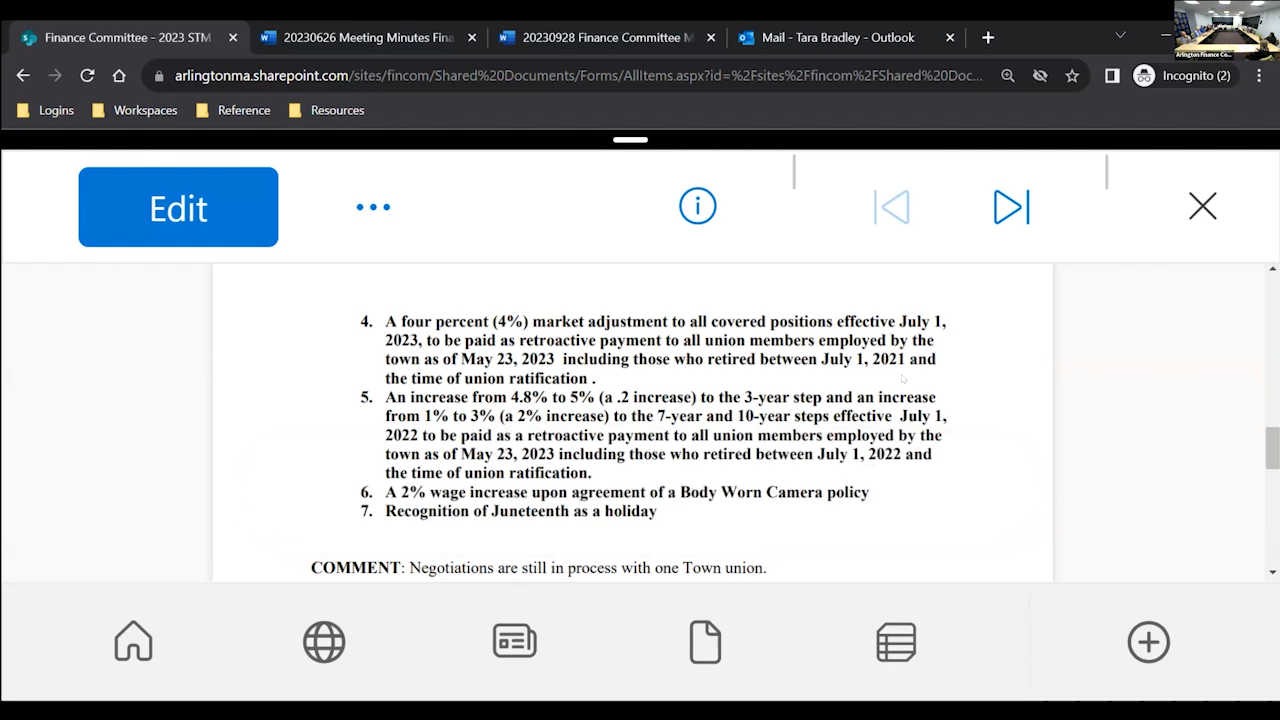 Finance Committee - 2023 STM
20230626 Meeting Minutes Fina
20230928 Finance Committee M
Mail - Tara Bradley - Outlook
Arlington Finance Co...
arlingtonma.sharepoint.com/sites/fincom/Shared%20Documents/Forms/AllItems.aspx?id=%2Fsites%2Ffincom%2FShared%20Doc...
Incognito (2)
Logins
Workspaces
Reference
Resources
Edit
4. A four percent (4%) market adjustment to all covered positions effective July 1,
2023, to be paid as retroactive payment to all union members employed by the
town as of May 23, 2023 including those who retired between July 1, 2021 and
the time of union ratification .
5. An increase from 4.8% to 5% (a .2 increase) to the 3-year step and an increase
from 1% to 3% (a 2% increase) to the 7-year and 10-year steps effective July 1,
2022 to be paid as a retroactive payment to all union members employed by the
town as of May 23, 2023 including those who retired between July 1, 2022 and
the time of union ratification.
6. A 2% wage increase upon agreement of a Body Worn Camera policy
7. Recognition of Juneteenth as a holiday
COMMENT: Negotiations are still in process with one Town union.